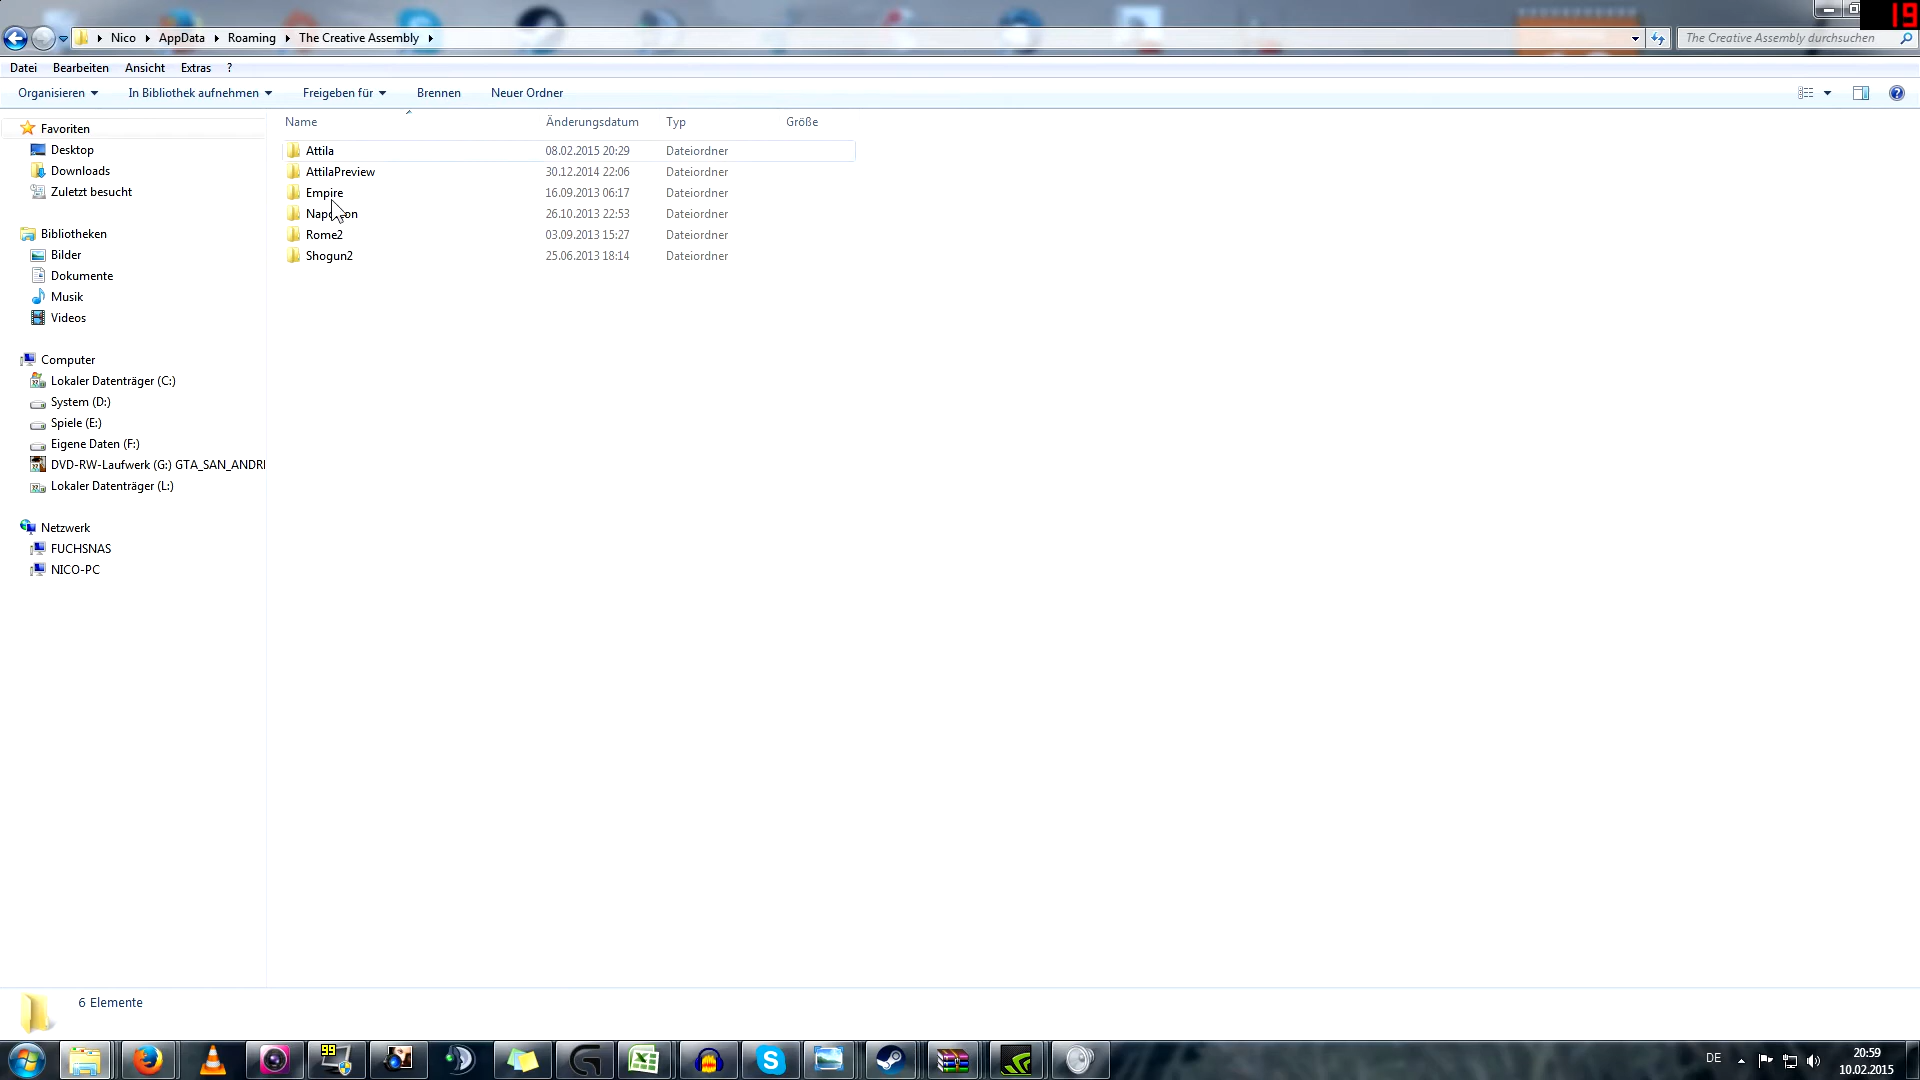 19
Nico AppData Roaming The Creative Assembly
The Creative Assembly durchsuchen
Datei Bearbeiten Ansicht Extras ?
Organisieren In Bibliothek aufnehmen Freigeben für Brennen Neuer Ordner
Name Änderungsdatum Typ Größe
Favoriten
Desktop
Downloads
Zuletzt besucht
Bibliotheken
Bilder
Dokumente
Musik
Videos
Computer
Lokaler Datenträger (C:)
System (D:)
Spiele (E:)
Eigene Daten (F:)
DVD-RW-Laufwerk (G:) GTA_SAN_ANDR
Lokaler Datenträger (L:)
Netzwerk
FUCHSNAS
NICO-PC
Attila 08.02.2015 20:29 Dateiordner
AttilaPreview 30.12.2014 22:06 Dateiordner
Empire 16.09.2013 06:17 Dateiordner
Napoleon 26.10.2013 22:53 Dateiordner
Rome2 03.09.2013 15:27 Dateiordner
Shogun2 25.06.2013 18:14 Dateiordner
6 Elemente
99
DE
20:59
10.02.2015